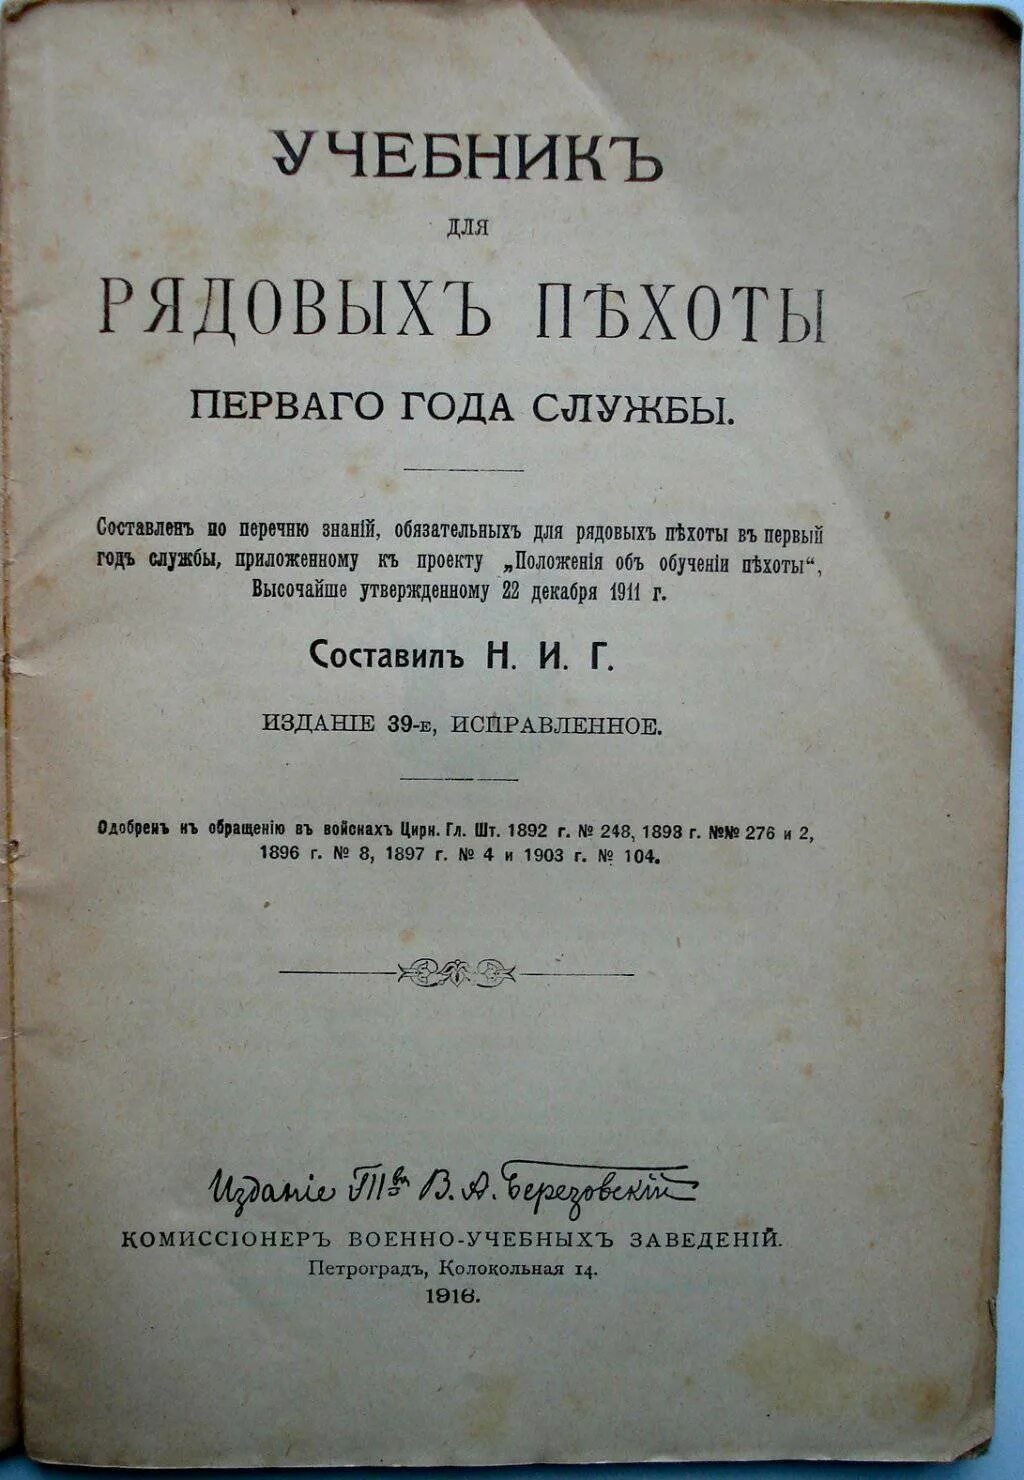 УЧЕБНИКЪ
для
РЯДОВЫХЪ ПѢХОТЫ
ПЕРВАГО ГОДА СЛУЖБЫ.
Составленъ по перечню знаній, обязательныхъ для рядовыхъ пѣхоты въ первый
годъ службы, приложенному къ проекту „Положенія объ обученіи пѣхоты“,
Высочайше утвержденному 22 декабря 1911 г.
Составилъ Н. И. Г.
ИЗДАНІЕ 39-е, ИСПРАВЛЕННОЕ.
Одобренъ къ обращенію въ войскахъ Цирк. Гл. Шт. 1892 г. № 248, 1893 г. №№ 276 и 2,
1896 г. № 8, 1897 г. № 4 и 1903 г. № 104.
Изданіе В. А. Березовскій
КОМИССІОНЕРЪ ВОЕННО-УЧЕБНЫХЪ ЗАВЕДЕНІЙ.
Петроградъ, Колокольная 14.
1916.